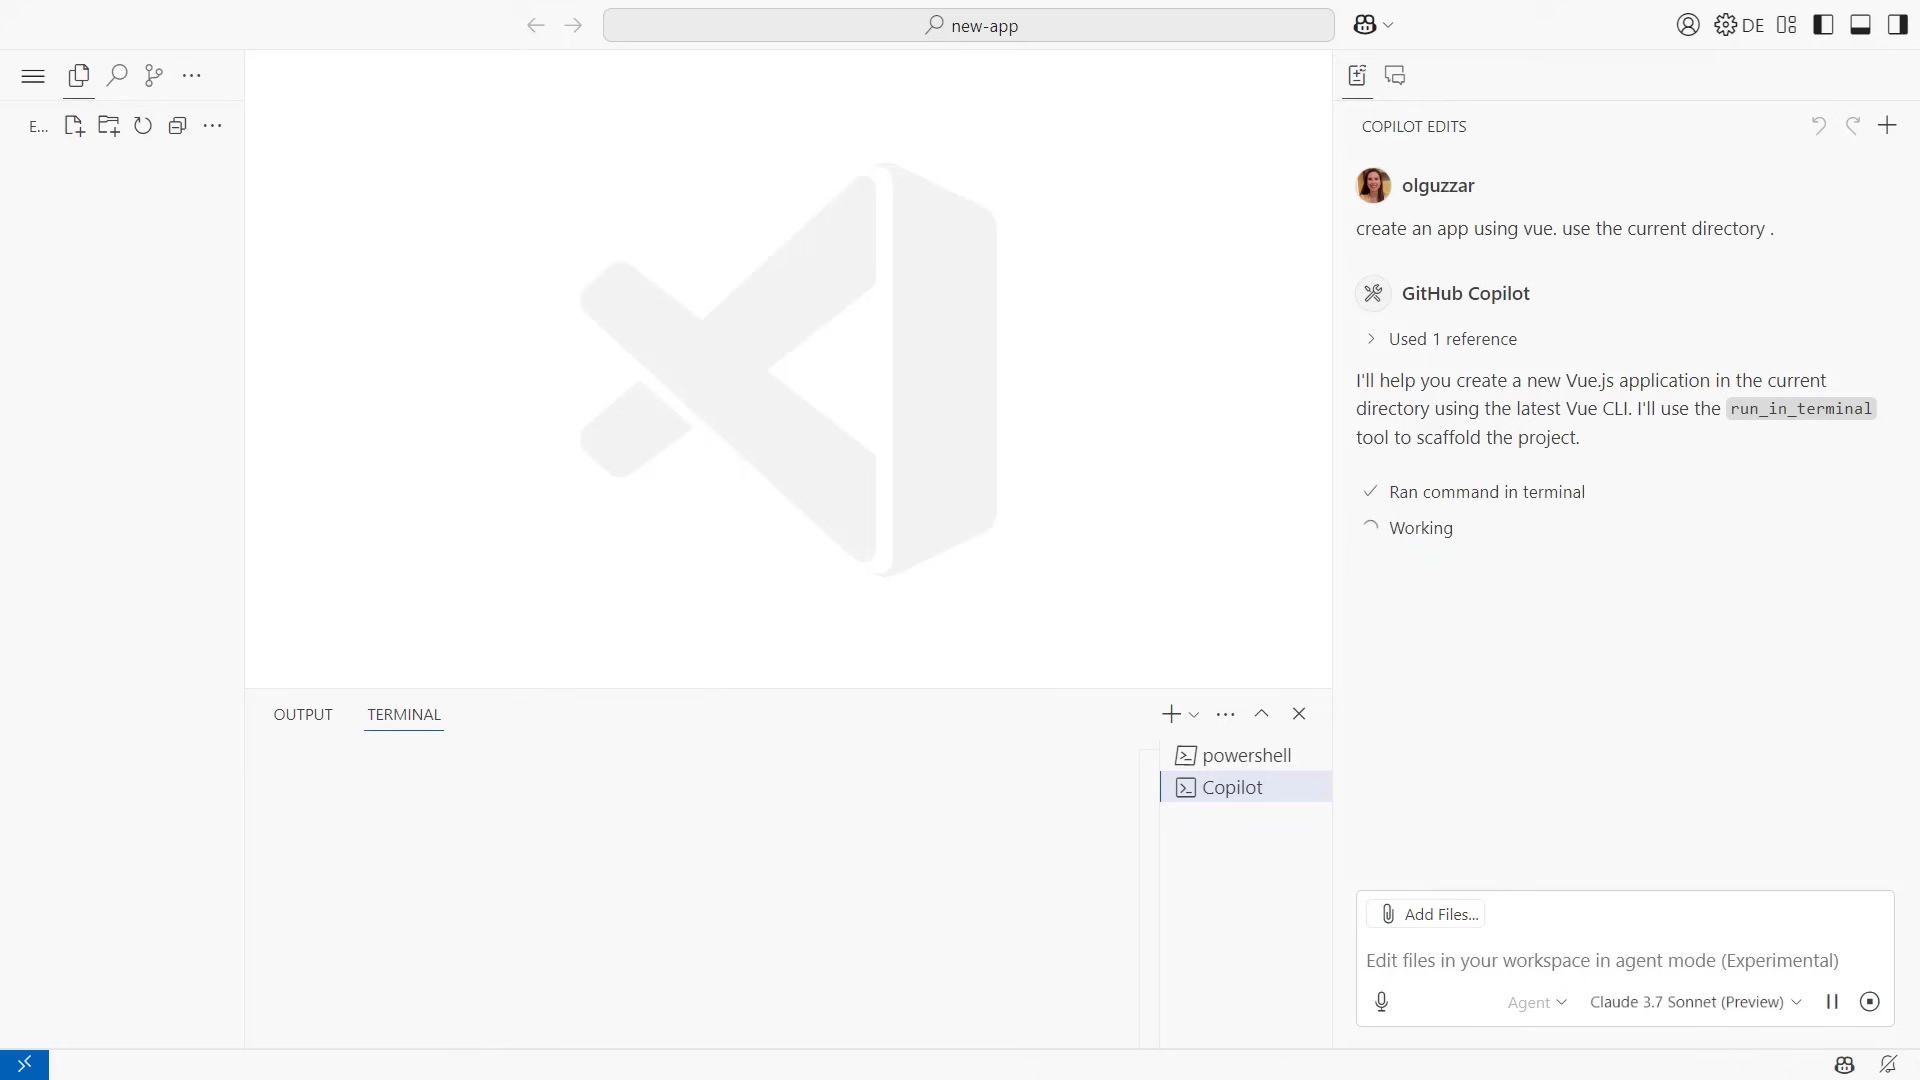 new-app
DE
E...
COPILOT EDITS
olguzzar
create an app using vue. use the current directory .
GitHub Copilot
Used 1 reference
I'll help you create a new Vue.js application in the current
directory using the latest Vue CLI. I'll use the run_in_terminal
tool to scaffold the project.
Ran command in terminal
Working
OUTPUT
TERMINAL
powershell
Copilot
Add Files...
Edit files in your workspace in agent mode (Experimental)
Agent
Claude 3.7 Sonnet (Preview)